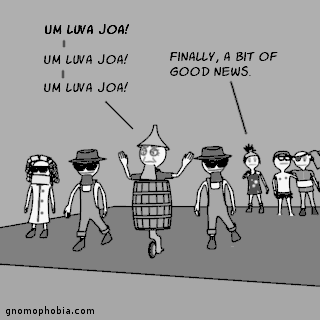 UM LUVA JOA!
UM LUVA JOA!
UM LUVA JOA!
FINALLY, A BIT OF
GOOD NEWS.
gnomophobia.com